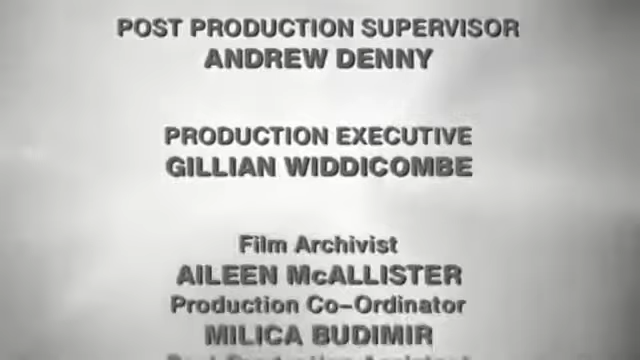 POST PRODUCTION SUPERVISOR
ANDREW DENNY
PRODUCTION EXECUTIVE
GILLIAN WIDDICOMBE
Film Archivist
AILEEN McALLISTER
Production Co-Ordinator
MILICA BUDIMIR